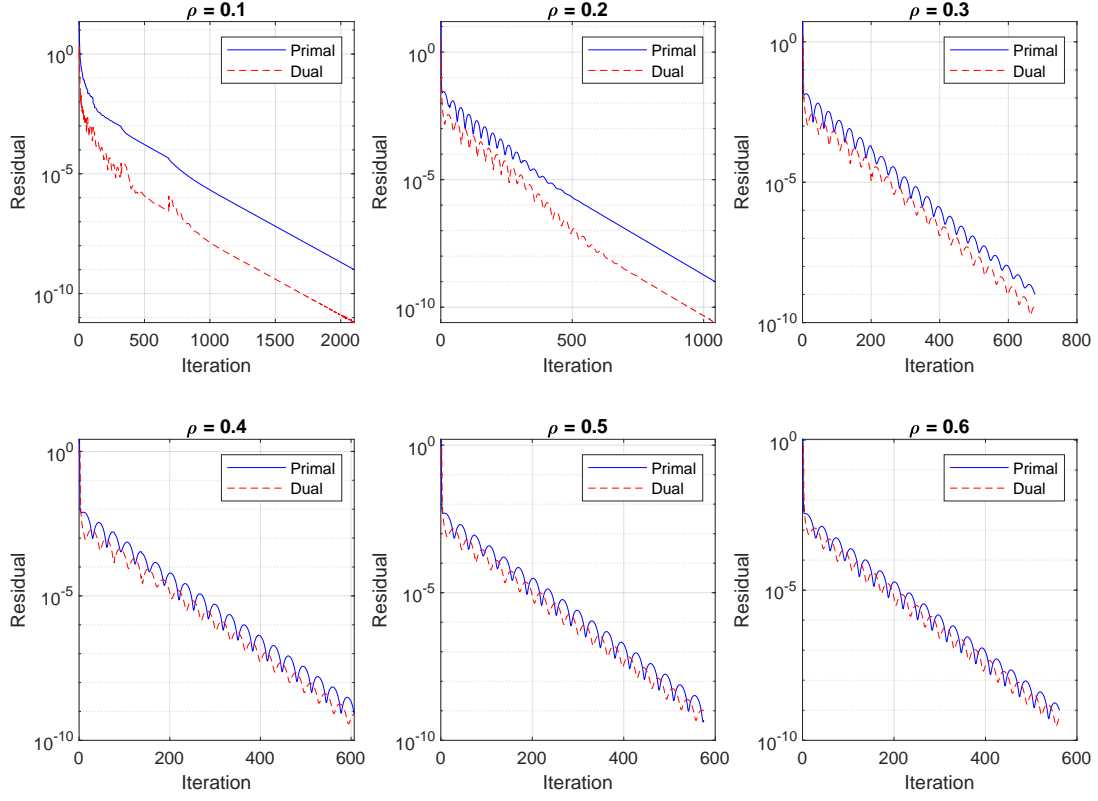 ρ = 0.1
10^0
10^-5
10^-10
Residual
0
500
1000
1500
2000
Iteration
Primal
Dual
ρ = 0.2
10^0
10^-5
10^-10
Residual
0
500
1000
Iteration
Primal
Dual
ρ = 0.3
10^0
10^-5
10^-10
Residual
0
200
400
600
800
Iteration
Primal
Dual
ρ = 0.4
10^0
10^-5
10^-10
Residual
0
200
400
600
Iteration
Primal
Dual
ρ = 0.5
10^0
10^-5
10^-10
Residual
0
200
400
600
Iteration
Primal
Dual
ρ = 0.6
10^0
10^-5
10^-10
Residual
0
200
400
600
Iteration
Primal
Dual